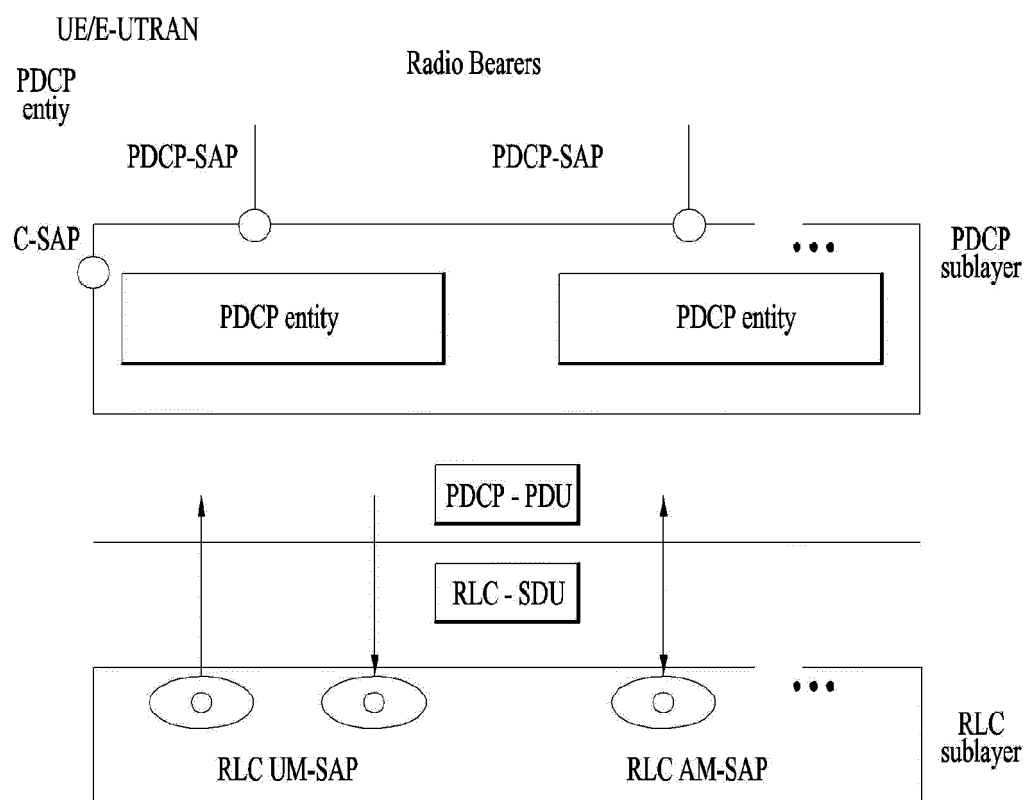 UE/E-UTRAN
Radio Bearers
PDCP
entiy
PDCP-SAP
PDCP-SAP
C-SAP
PDCP
sublayer
PDCP entity
PDCP entity
PDCP - PDU
RLC - SDU
RLC UM-SAP
RLC AM-SAP
RLC
sublayer